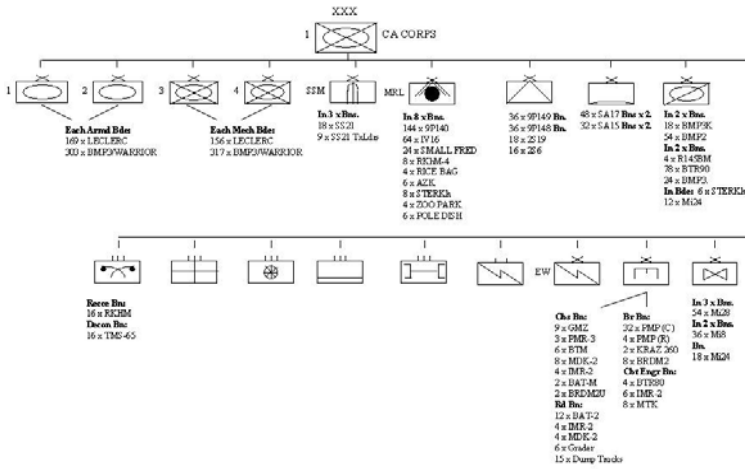 XXX
1 CA CORPS
1
2
3
4
SSM
MRL
Each Armd Bde:
169 x LECLERC
303 x BMP3/WARRIOR
Each Mech Bde:
156 x LECLERC
317 x BMP3/WARRIOR
In 3 x Bns.
18 x SS21
9 x SS21 TxLdrs
In 8 x Bns.
144 x 9P140
64 x IV16
24 x SMALL FRED
8 x RKHM-4
4 x RICE BAG
6 x AZK
8 x STERKh
4 x ZOO PARK
6 x POLE DISH
36 x 9P149 Bn.
36 x 9P148 Bn.
18 x 2S19
16 x 2S6
48 x SA17 Bns x 2.
32 x SA15 Bns x 2.
In 2 x Bns.
18 x BMP3K
54 x BMP2
In 2 x Bns.
4 x R145BM
78 x BTR90
24 x BMP3.
In Bde: 6 x STERKh
12 x Mi24
EW
Recce Bn:
16 x RKHM
Decon Bn:
16 x TMS-65
Cbt Bn:
9 x GMZ
3 x PMR-3
6 x BTM
8 x MDK-2
4 x IMR-2
2 x BAT-M
2 x BRDM2U
Rd Bn:
12 x BAT-2
4 x IMR-2
4 x MDK-2
6 x Grader
15 x Dump Trucks
Br Bn:
32 x PMP (C)
4 x PMP (R)
2 x KRAZ 260
8 x BRDM2
Cbt Engr Bn:
4 x BTR80
6 x IMR-2
8 x MTK
In 3 x Bns.
54 x Mi28
In 2 x Bns.
36 x Mi8
Bn.
18 x Mi24